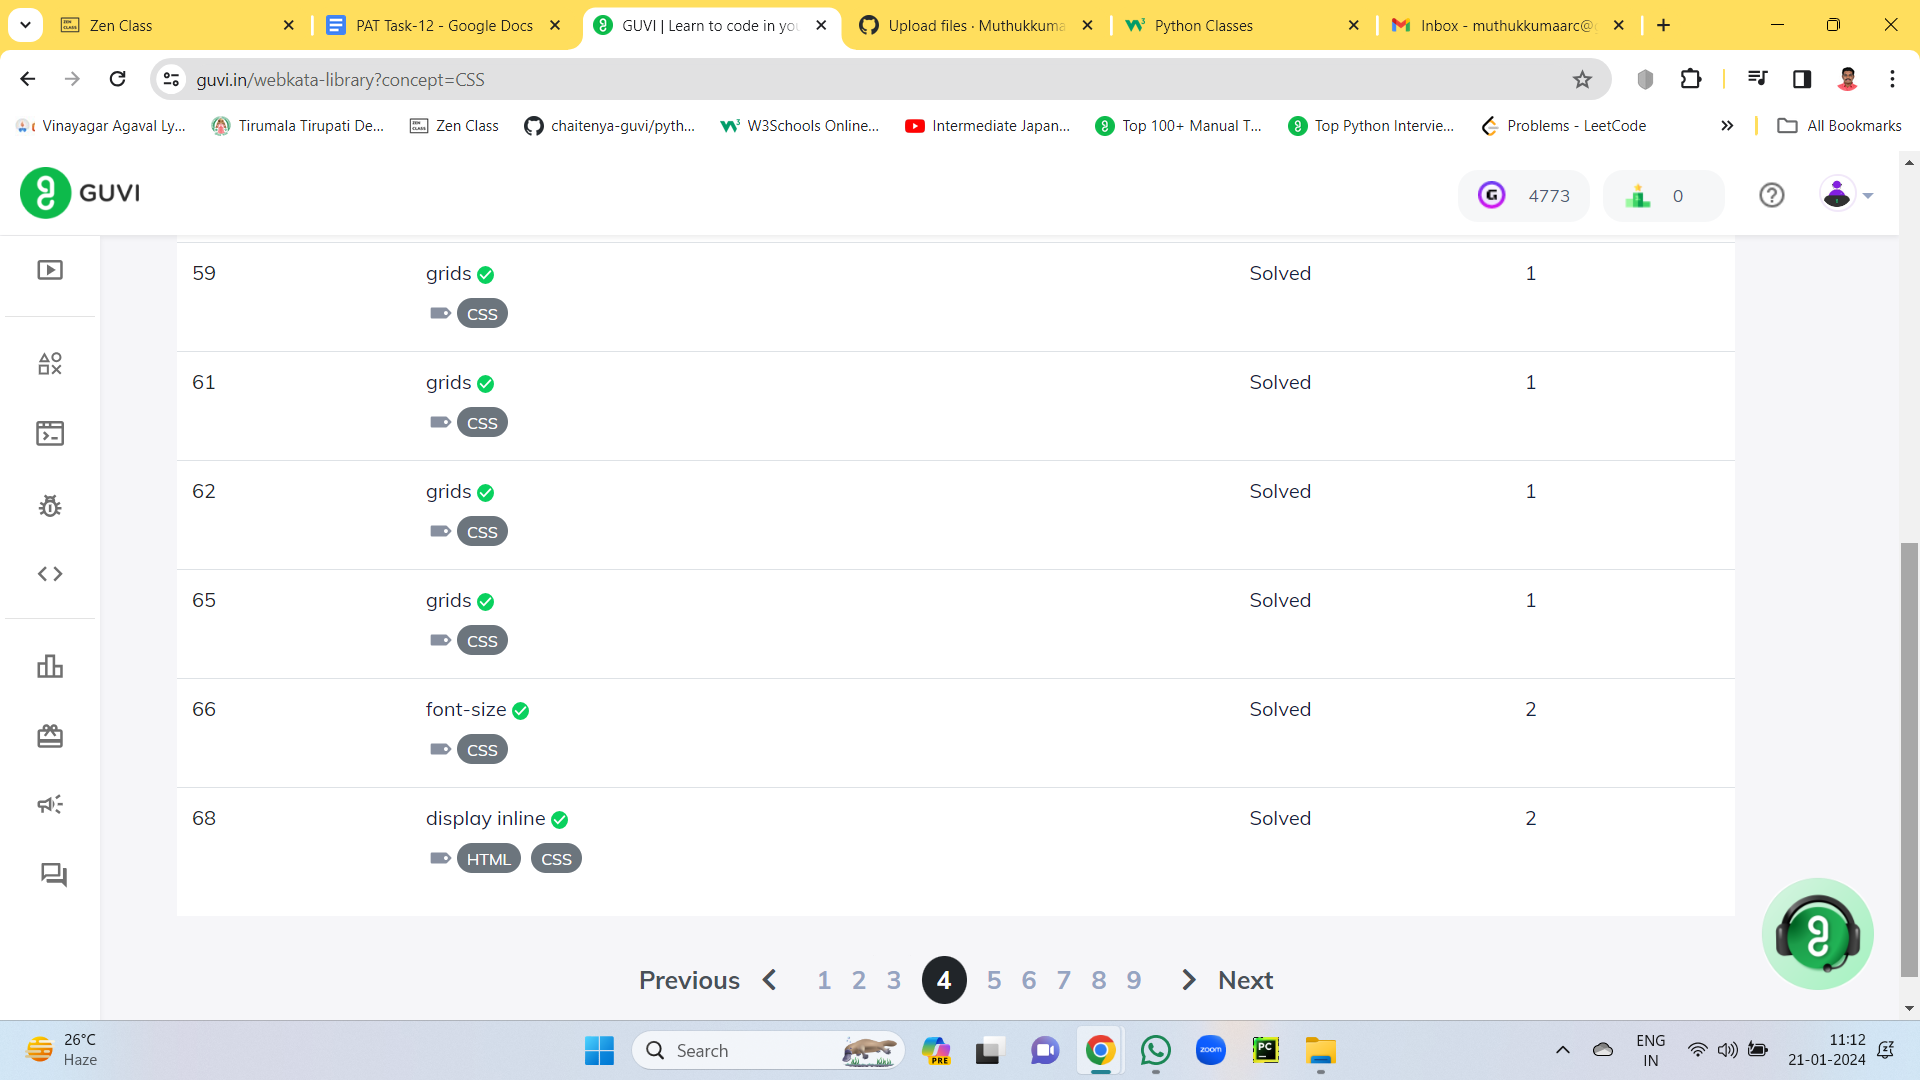 Zen Class
PAT Task-12 - Google Docs
GUVI | Learn to code in you
Upload files · Muthukkuma
Python Classes
Inbox - muthukkumaarc@g
guvi.in/webkata-library?concept=CSS
Vinayagar Agaval Ly...
Tirumala Tirupati De...
Zen Class
chaitenya-guvi/pyth...
W3Schools Online...
Intermediate Japan...
Top 100+ Manual T...
Top Python Intervie...
Problems - LeetCode
All Bookmarks
GUVI
4773
0
59 grids Solved 1
CSS
61 grids Solved 1
CSS
62 grids Solved 1
CSS
65 grids Solved 1
CSS
66 font-size Solved 2
CSS
68 display inline Solved 2
HTML CSS
Previous 1 2 3 4 5 6 7 8 9 Next
26°C
Haze
Search
PRE
zoom
PC
ENG
IN
11:12
21-01-2024